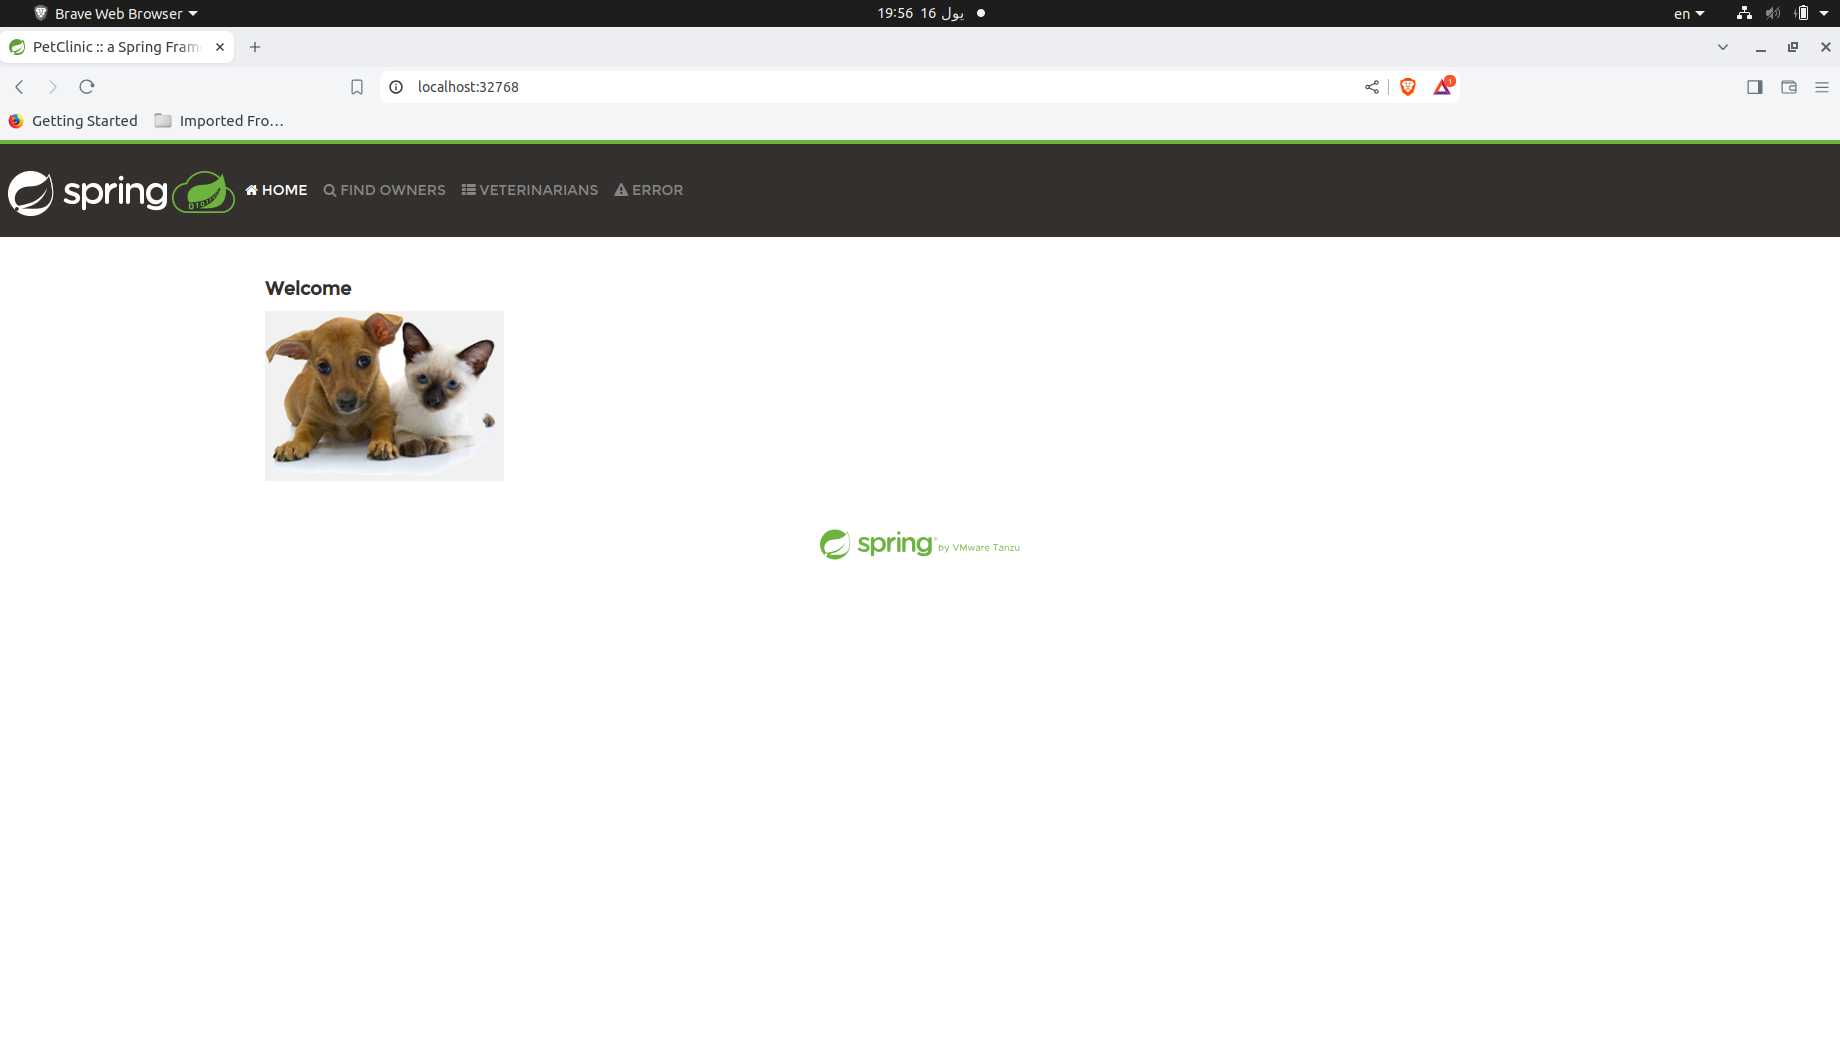 Brave Web Browser
19:56 16 يول
en
PetClinic :: a Spring Fram
localhost:32768
1
Getting Started
Imported Fro…
spring
HOME
FIND OWNERS
VETERINARIANS
ERROR
Welcome
spring by VMware Tanzu